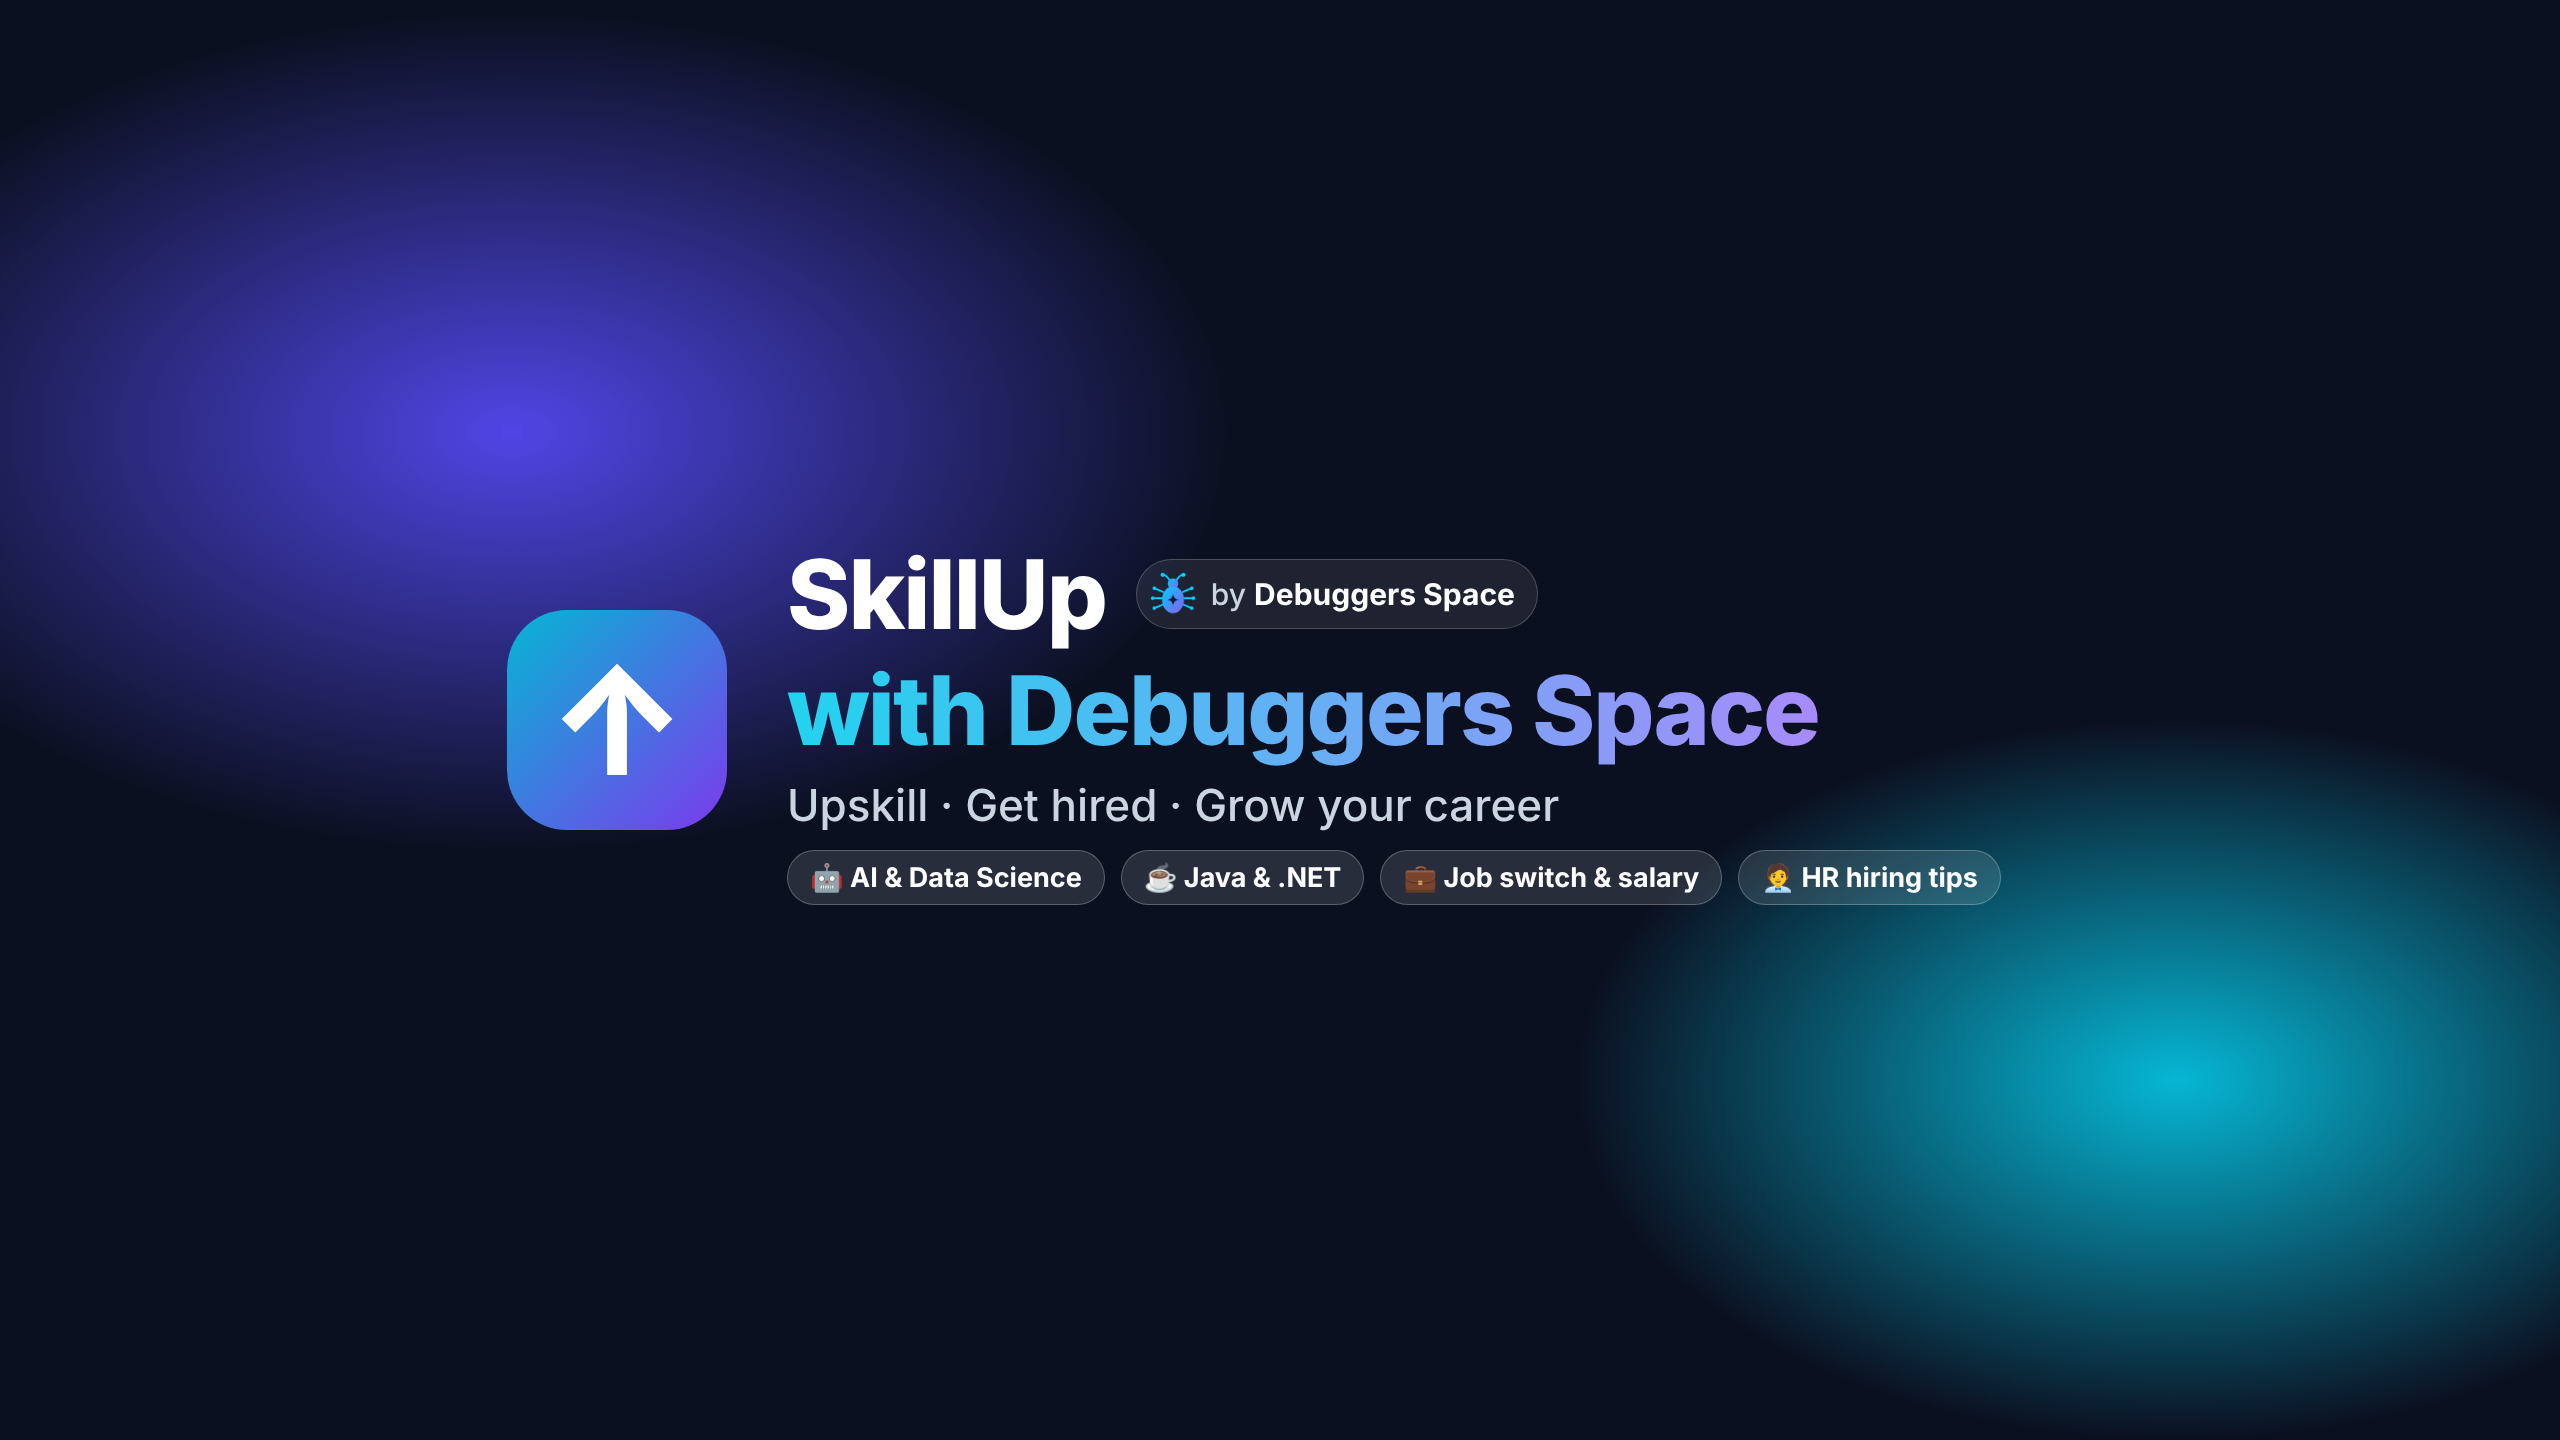 SkillUp
by Debuggers Space
with Debuggers Space
Upskill · Get hired · Grow your career
🤖 AI & Data Science
☕ Java & .NET
💼 Job switch & salary
🧑‍💼 HR hiring tips